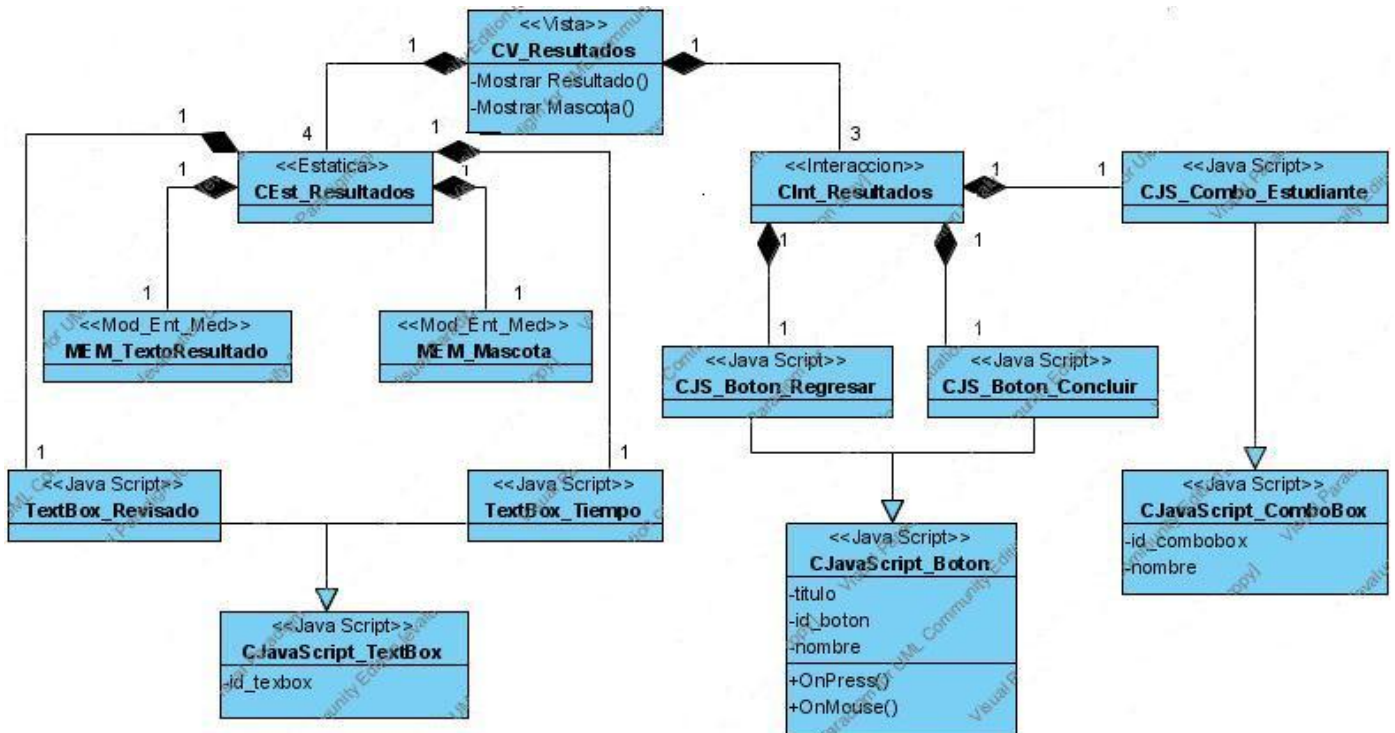 <<Vista>>
CV_Resultados
-Mostrar Resultado()
-Mostrar Mascota()
1
1
4
3
1
1
1
1
<<Estatica>>
CEst_Resultados
<<Interaccion>>
CInt_Resultados
1
1
<<Java Script>>
CJS_Combo_Estudiante
1
1
1
1
<<Mod_Ent_Med>>
MEM_TextoResultado
<<Mod_Ent_Med>>
MEM_Mascota
1
1
<<Java Script>>
CJS_Boton_Regresar
<<Java Script>>
CJS_Boton_Concluir
1
1
<<Java Script>>
TextBox_Revisado
<<Java Script>>
TextBox_Tiempo
<<Java Script>>
CJavaScript_ComboBox
-id_combobox
-nombre
<<Java Script>>
CJavaScript_Boton
-titulo
-id_boton
-nombre
+OnPress()
+OnMouse()
<<Java Script>>
CJavaScript_TextBox
-id_texbox